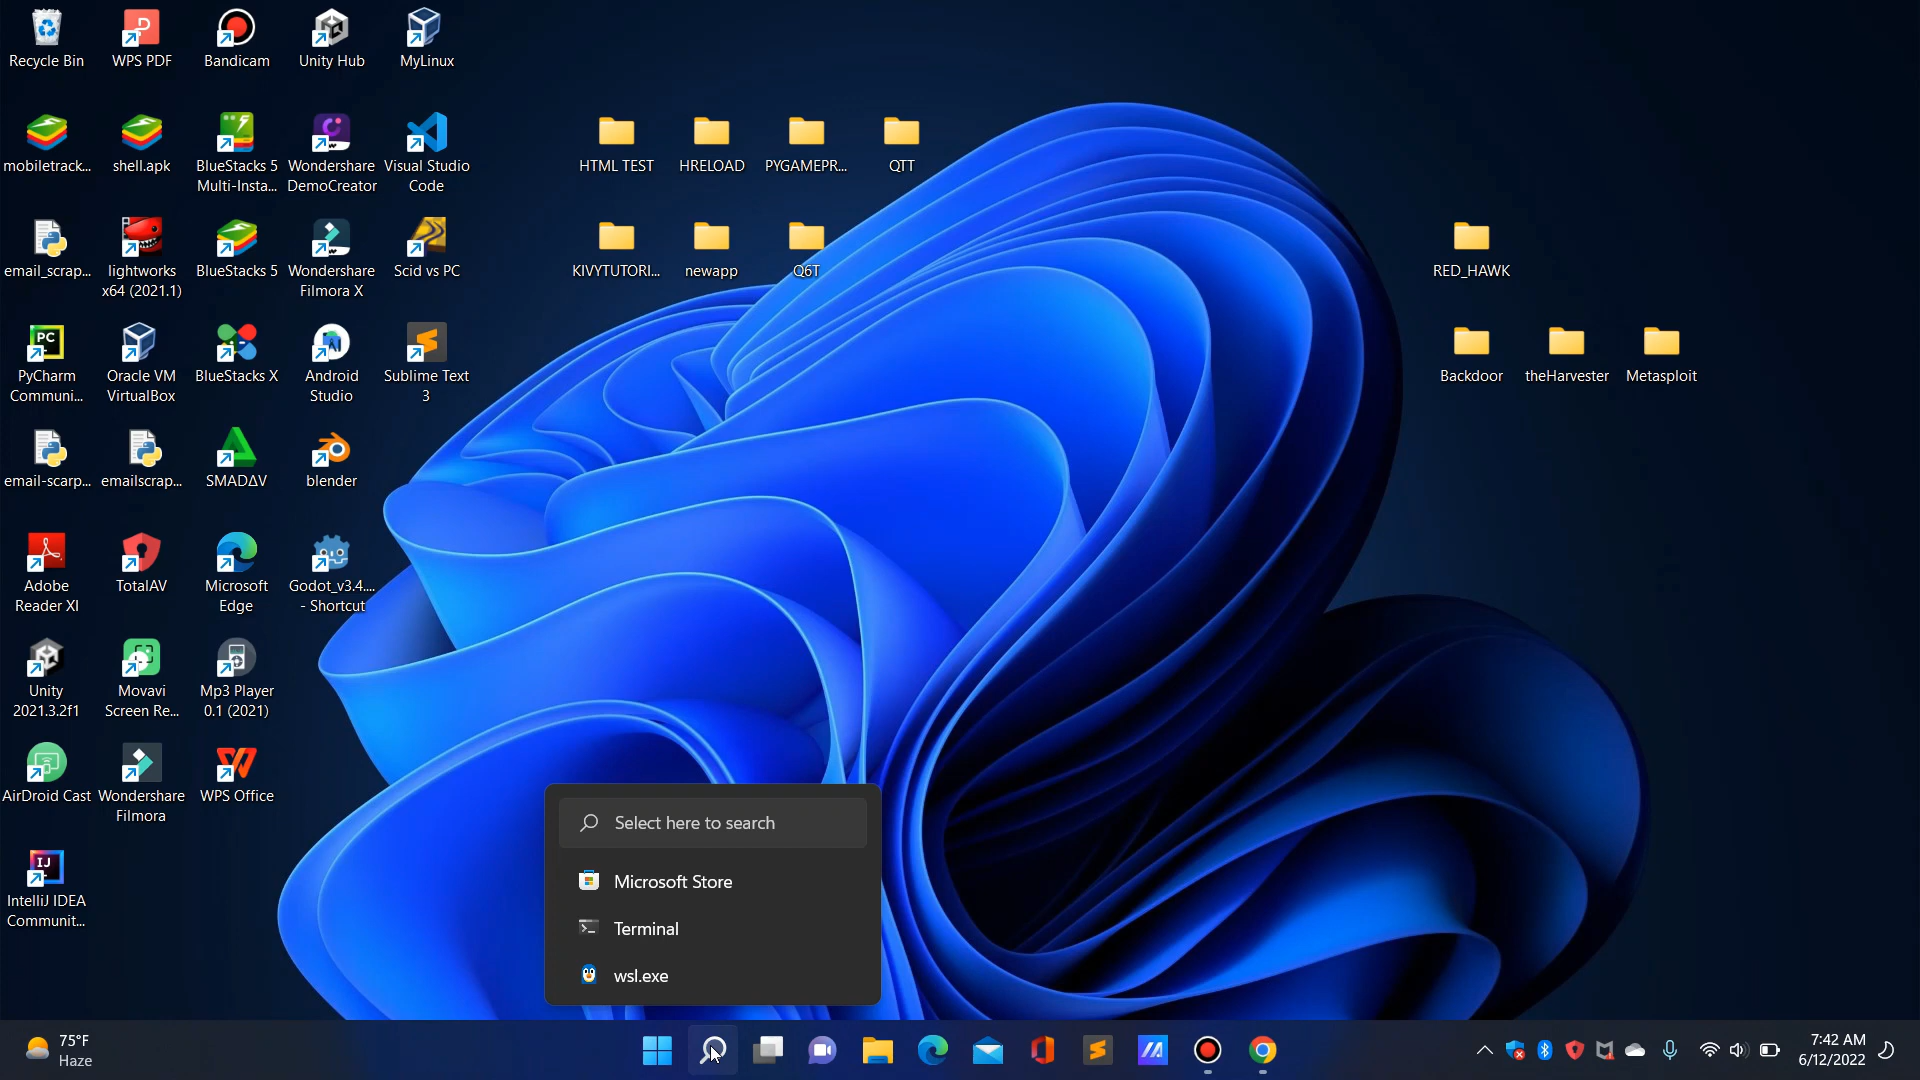 Recycle Bin
WPS PDF
Bandicam
Unity Hub
MyLinux
mobiletrack...
shell.apk
BlueStacks 5
Multi-Insta...
Wondershare
DemoCreator
Visual Studio
Code
HTML TEST
HRELOAD
PYGAMEPR...
QTT
email_scrap...
lightworks
x64 (2021.1)
BlueStacks 5
Wondershare
Filmora X
Scid vs PC
KIVYTUTORI...
newapp
Q6T
RED_HAWK
PC
PyCharm
Communi...
Oracle VM
VirtualBox
BlueStacks X
Android
Studio
Sublime Text
3
Backdoor
theHarvester
Metasploit
email-scarp...
emailscrap...
SMADΔV
blender
Adobe
Reader XI
TotalAV
Microsoft
Edge
Godot_v3.4....
- Shortcut
Unity
2021.3.2f1
Movavi
Screen Re...
Mp3 Player
0.1 (2021)
AirDroid Cast
Wondershare
Filmora
WPS Office
IJ
IntelliJ IDEA
Communit...
Select here to search
Microsoft Store
Terminal
wsl.exe
75°F
Haze
7:42 AM
6/12/2022